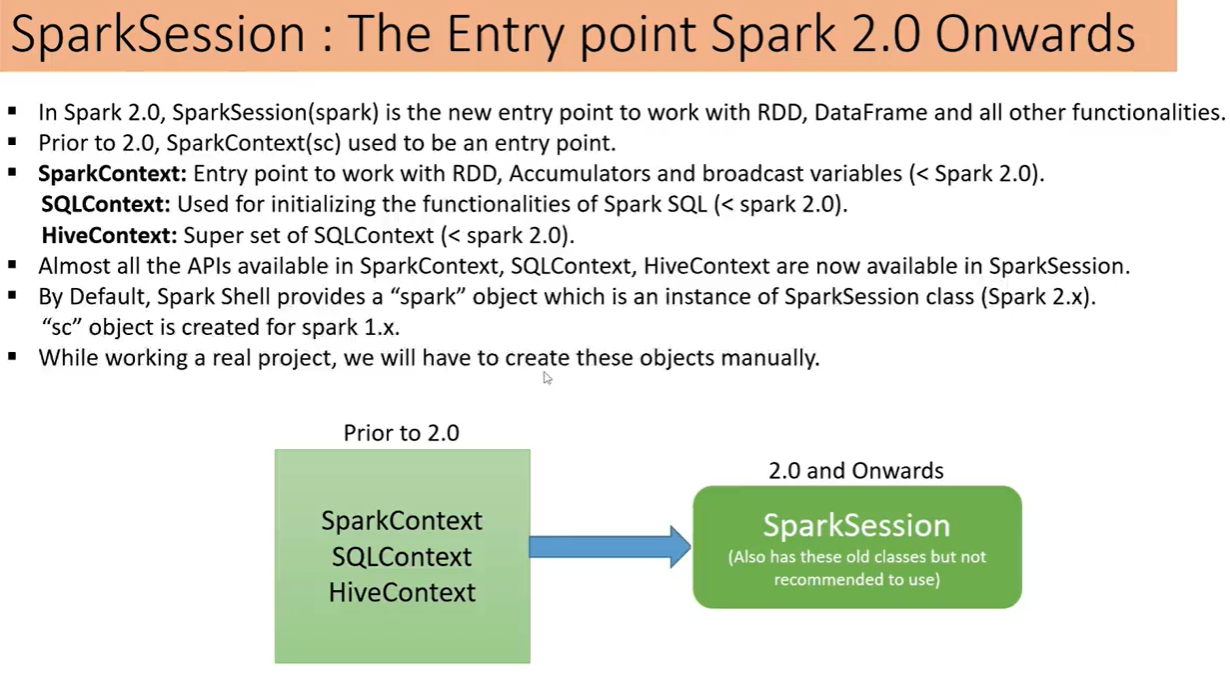 SparkSession : The Entry point Spark 2.0 Onwards
▪ In Spark 2.0, SparkSession(spark) is the new entry point to work with RDD, DataFrame and all other functionalities.
▪ Prior to 2.0, SparkContext(sc) used to be an entry point.
▪ SparkContext: Entry point to work with RDD, Accumulators and broadcast variables (< Spark 2.0).
SQLContext: Used for initializing the functionalities of Spark SQL (< spark 2.0).
HiveContext: Super set of SQLContext (< spark 2.0).
▪ Almost all the APIs available in SparkContext, SQLContext, HiveContext are now available in SparkSession.
▪ By Default, Spark Shell provides a “spark” object which is an instance of SparkSession class (Spark 2.x).
“sc” object is created for spark 1.x.
▪ While working a real project, we will have to create these objects manually.
Prior to 2.0
SparkContext
SQLContext
HiveContext
2.0 and Onwards
SparkSession
(Also has these old classes but not
recommended to use)